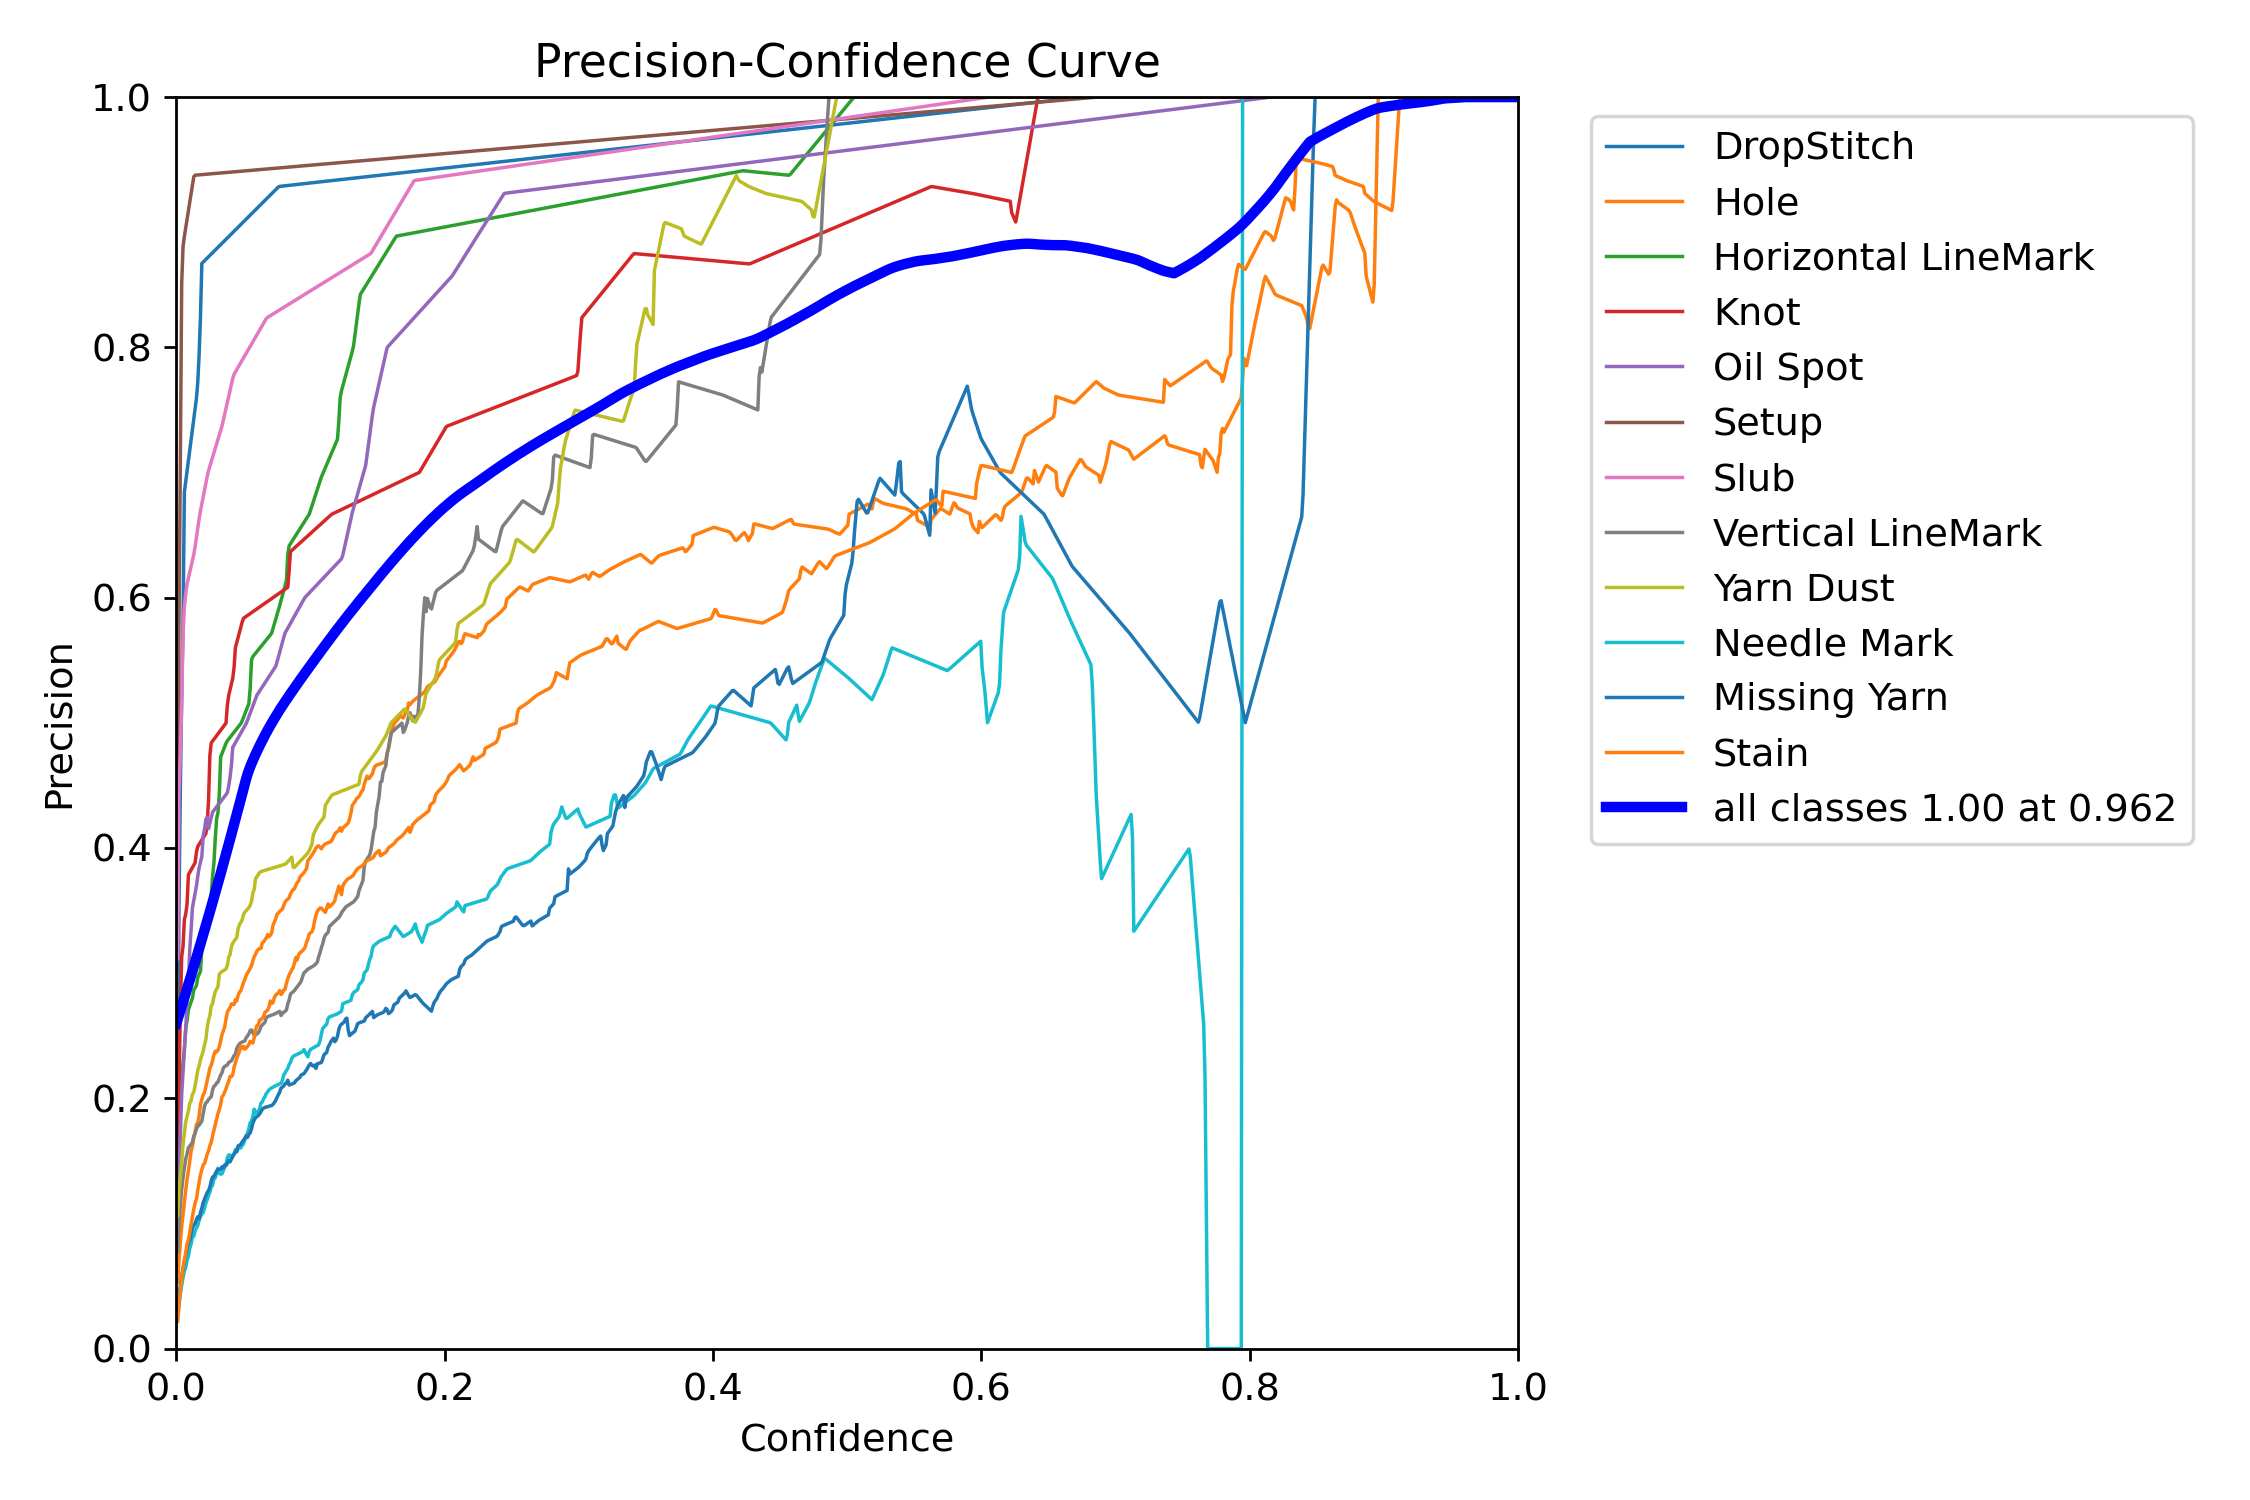 Precision-Confidence Curve
1.0
0.8
0.6
0.4
0.2
0.0
Precision
0.0 0.2 0.4 0.6 0.8 1.0
Confidence
DropStitch
Hole
Horizontal LineMark
Knot
Oil Spot
Setup
Slub
Vertical LineMark
Yarn Dust
Needle Mark
Missing Yarn
Stain
all classes 1.00 at 0.962